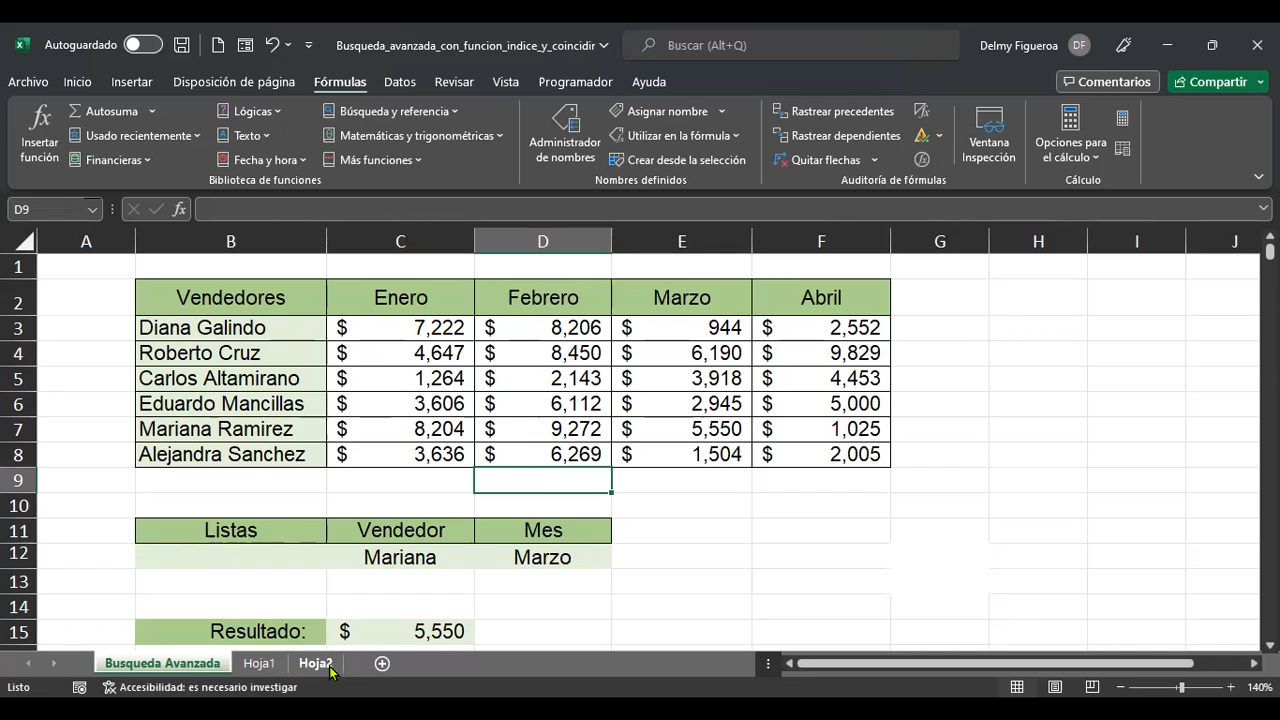 Autoguardado
Busqueda_avanzada_con_funcion_indice_y_coincidir
Buscar (Alt+Q)
Delmy Figueroa DF
Archivo Inicio Insertar Disposición de página Fórmulas Datos Revisar Vista Programador Ayuda
Comentarios Compartir
fx Insertar función
Autosuma
Usado recientemente
Financieras
Lógicas
Texto
Fecha y hora
Búsqueda y referencia
Matemáticas y trigonométricas
Más funciones
Biblioteca de funciones
Administrador de nombres
Asignar nombre
Utilizar en la fórmula
Crear desde la selección
Nombres definidos
Rastrear precedentes
Rastrear dependientes
Quitar flechas
Auditoría de fórmulas
Ventana Inspección
Opciones para el cálculo
Cálculo
D9 fx
A B C D E F G H I J
1
2 Vendedores Enero Febrero Marzo Abril
3 Diana Galindo $ 7,222 $ 8,206 $ 944 $ 2,552
4 Roberto Cruz $ 4,647 $ 8,450 $ 6,190 $ 9,829
5 Carlos Altamirano $ 1,264 $ 2,143 $ 3,918 $ 4,453
6 Eduardo Mancillas $ 3,606 $ 6,112 $ 2,945 $ 5,000
7 Mariana Ramirez $ 8,204 $ 9,272 $ 5,550 $ 1,025
8 Alejandra Sanchez $ 3,636 $ 6,269 $ 1,504 $ 2,005
9
10
11 Listas Vendedor Mes
12 Mariana Marzo
13
14
15 Resultado: $ 5,550
Busqueda Avanzada Hoja1 Hoja2
Listo Accesibilidad: es necesario investigar 140%